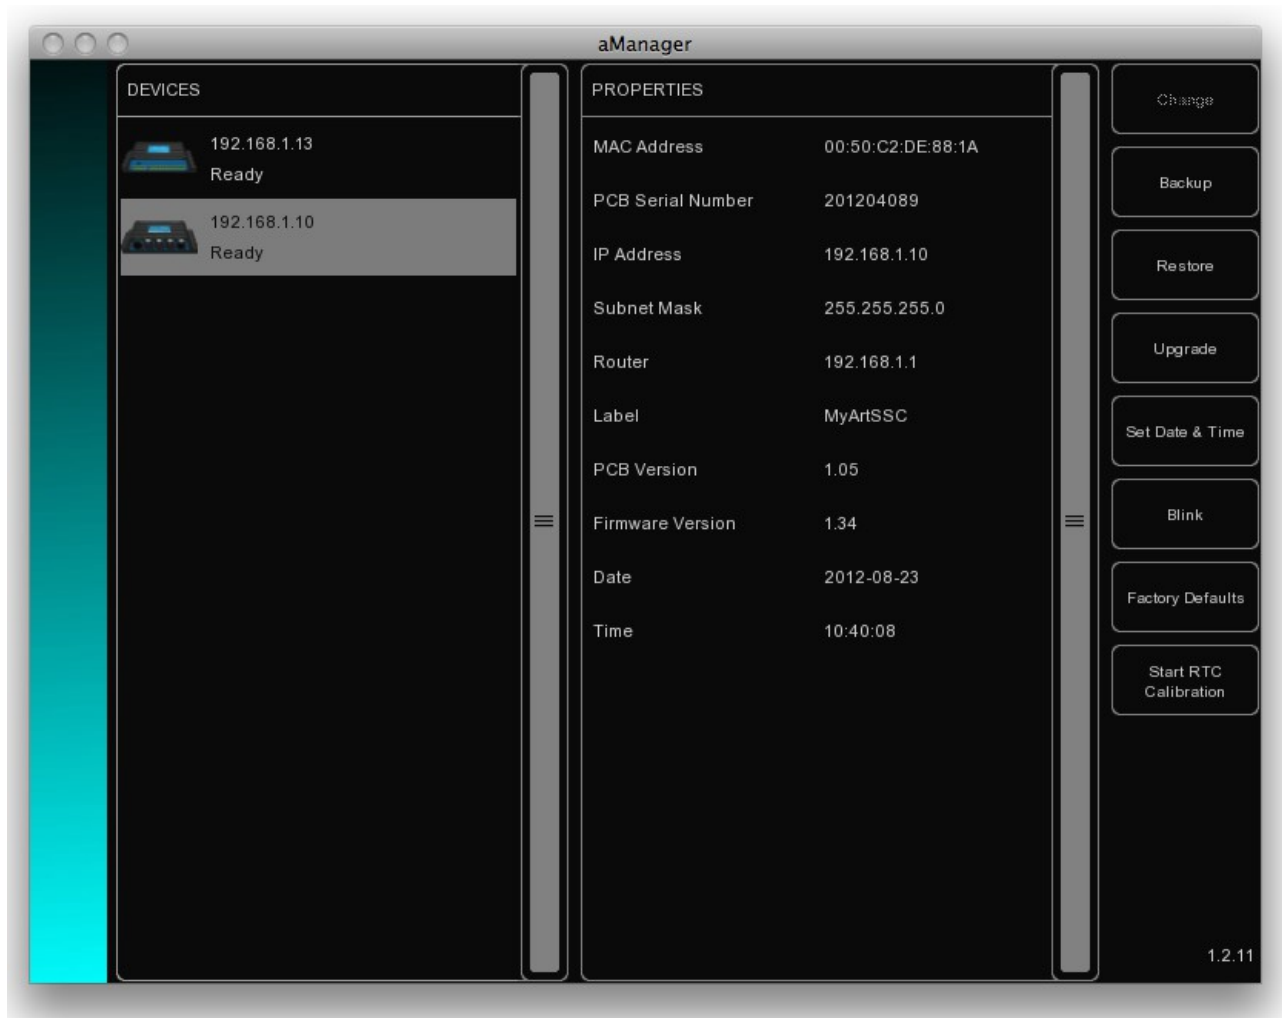 aManager
DEVICES
192.168.1.13
Ready
192.168.1.10
Ready
PROPERTIES
MAC Address 00:50:C2:DE:88:1A
PCB Serial Number 201204089
IP Address 192.168.1.10
Subnet Mask 255.255.255.0
Router 192.168.1.1
Label MyArtSSC
PCB Version 1.05
Firmware Version 1.34
Date 2012-08-23
Time 10:40:08
Change
Backup
Restore
Upgrade
Set Date & Time
Blink
Factory Defaults
Start RTC
Calibration
1.2.11